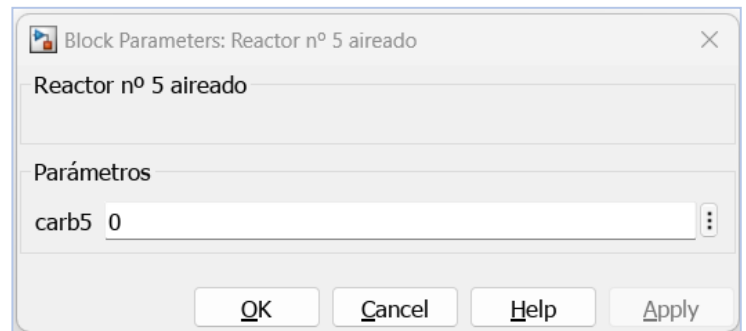 Block Parameters: Reactor nº 5 aireado
Reactor nº 5 aireado
Parámetros
carb5 0
OK Cancel Help Apply